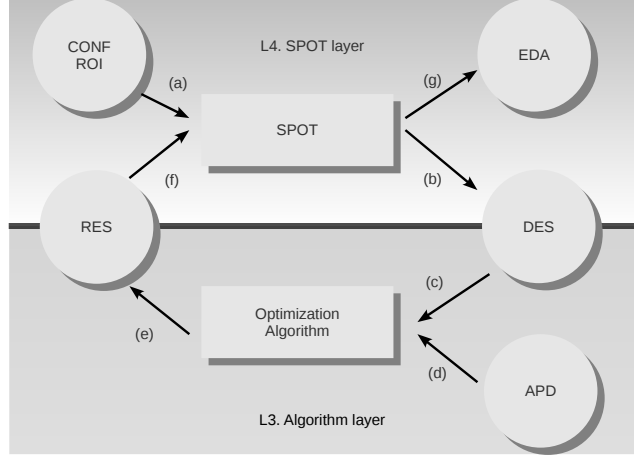 CONF
ROI
L4. SPOT layer
EDA
(a)
(g)
SPOT
(f)
(b)
RES
DES
(c)
Optimization
Algorithm
(e)
(d)
APD
L3. Algorithm layer